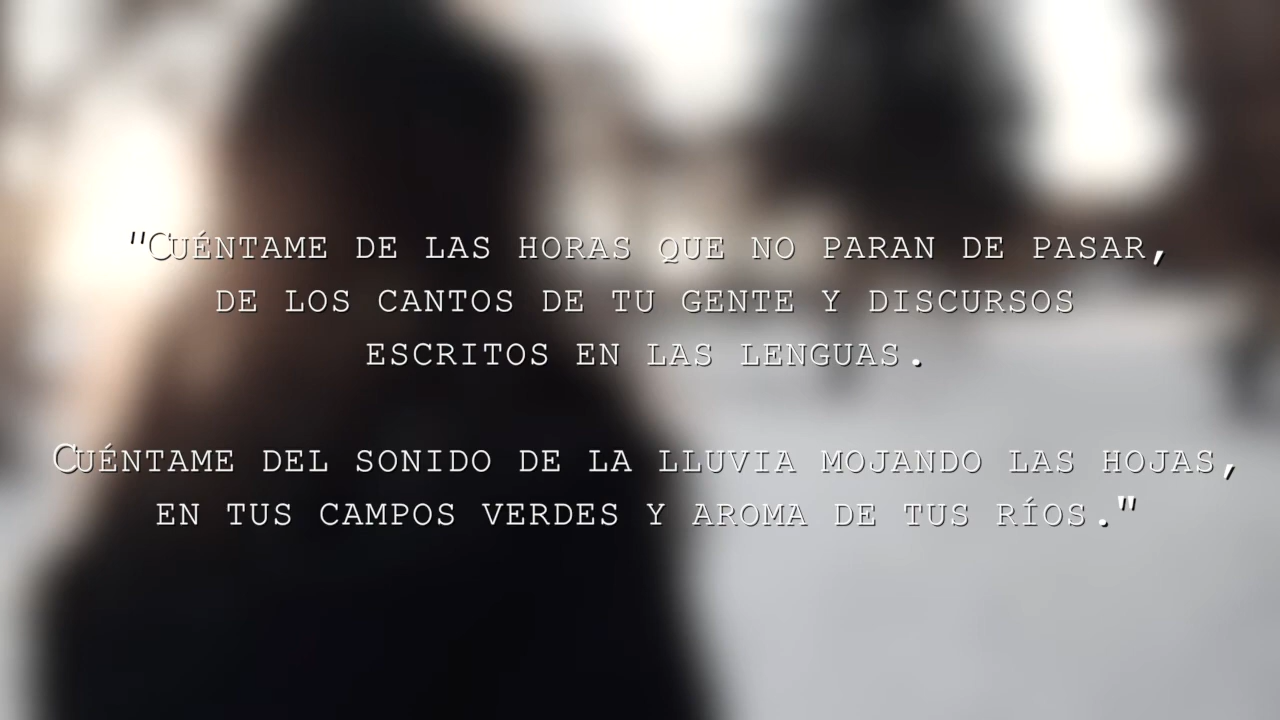 "Cuéntame de las horas que no paran de pasar,
de los cantos de tu gente y discursos
escritos en las lenguas.
Cuéntame del sonido de la lluvia mojando las hojas,
en tus campos verdes y aroma de tus ríos."